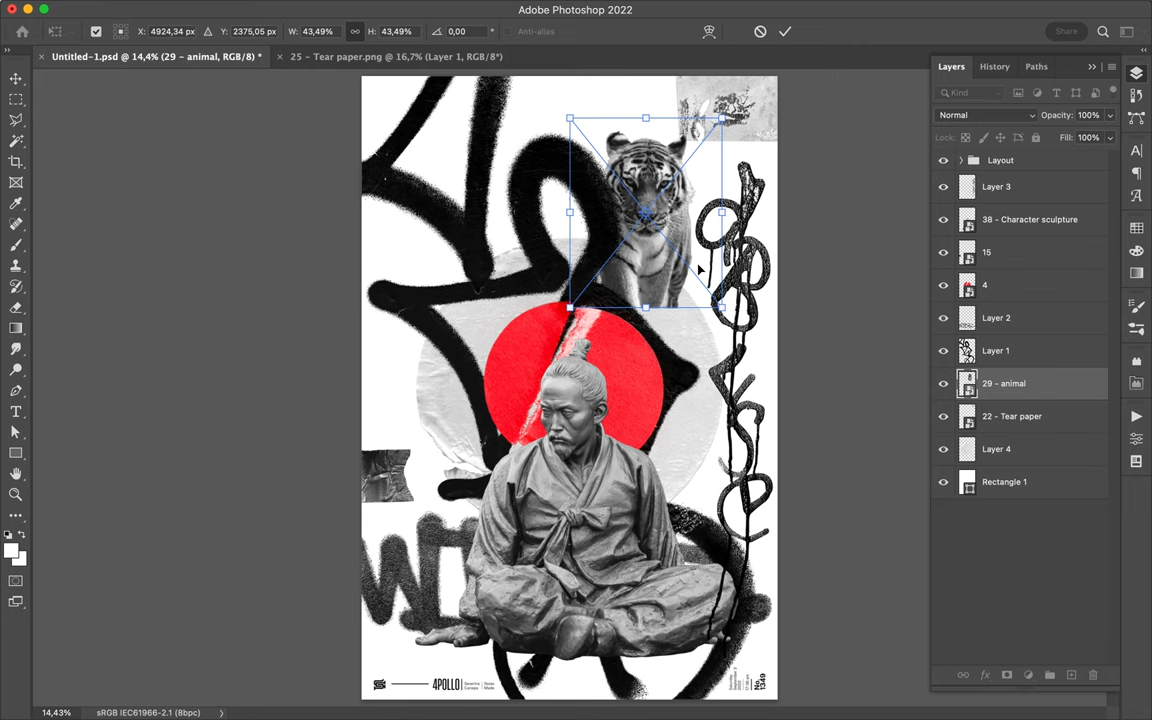 Adobe Photoshop 2022
X: 4924,34 px Y: 2375,05 px W: 43,49% H: 43,49% 0,00 ° Anti-alias Share
Untitled-1.psd @ 14,4% (29 - animal, RGB/8) * 25 - Tear paper.png @ 16,7% (Layer 1, RGB/8*)
Layers History Paths
Kind
Normal Opacity: 100%
Lock: Fill: 100%
Layout
Layer 3
38 - Character sculpture
15
4
Layer 2
Layer 1
29 - animal
22 - Tear paper
Layer 4
Rectangle 1
4POLLO
No.
1349
14,43% sRGB IEC61966-2.1 (8bpc)